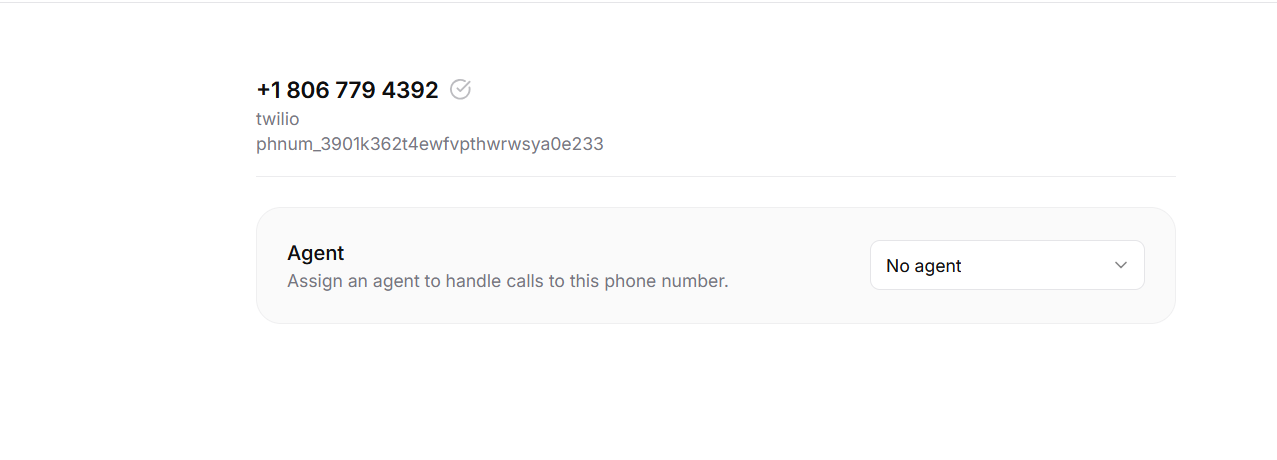 +1 806 779 4392
twilio
phnum_3901k362t4ewfvpthwrwsya0e233
Agent
Assign an agent to handle calls to this phone number.
No agent